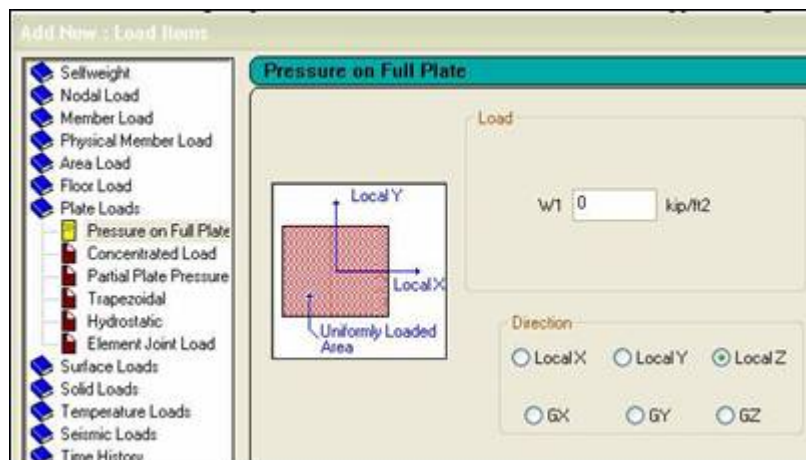 Add New : Load Items
Selfweight
Nodal Load
Member Load
Physical Member Load
Area Load
Floor Load
Plate Loads
Pressure on Full Plate
Concentrated Load
Partial Plate Pressure
Trapezoidal
Hydrostatic
Element Joint Load
Surface Loads
Solid Loads
Temperature Loads
Seismic Loads
Time History
Pressure on Full Plate
Local Y
Local X
Uniformly Loaded
Area
Load
W1 0 kip/ft2
Direction
Local X Local Y Local Z
GX GY GZ